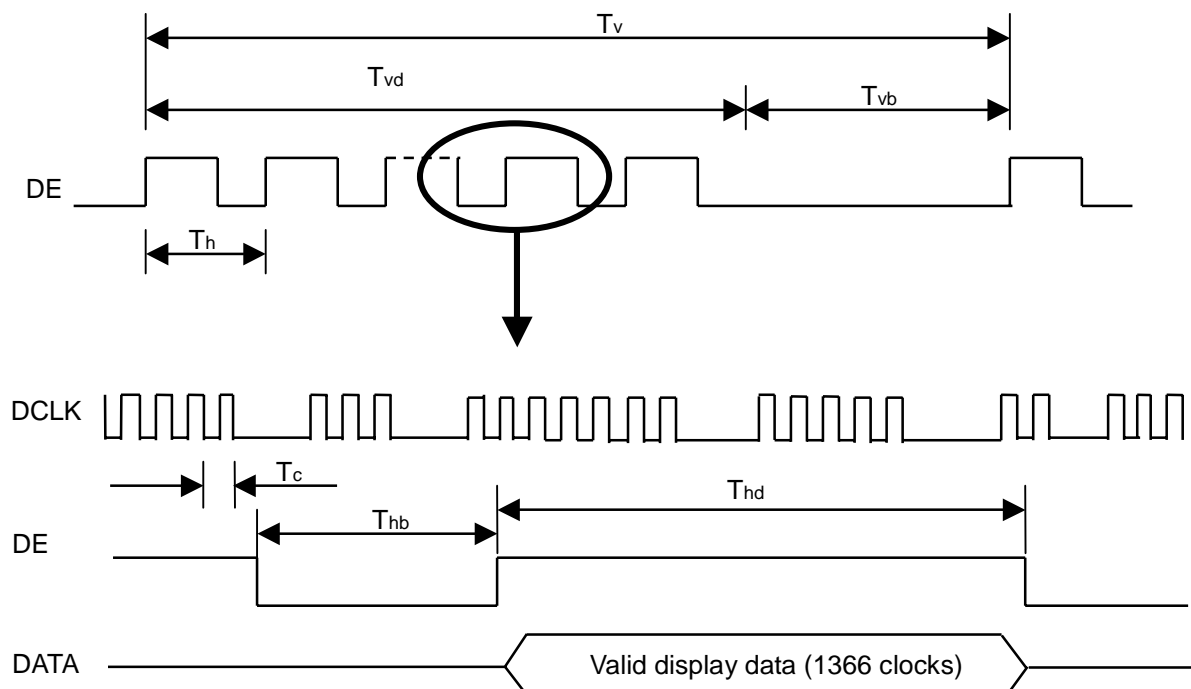 Tv
Tvd
Tvb
DE
Th
DCLK
Tc
Thd
Thb
DE
DATA
Valid display data (1366 clocks)